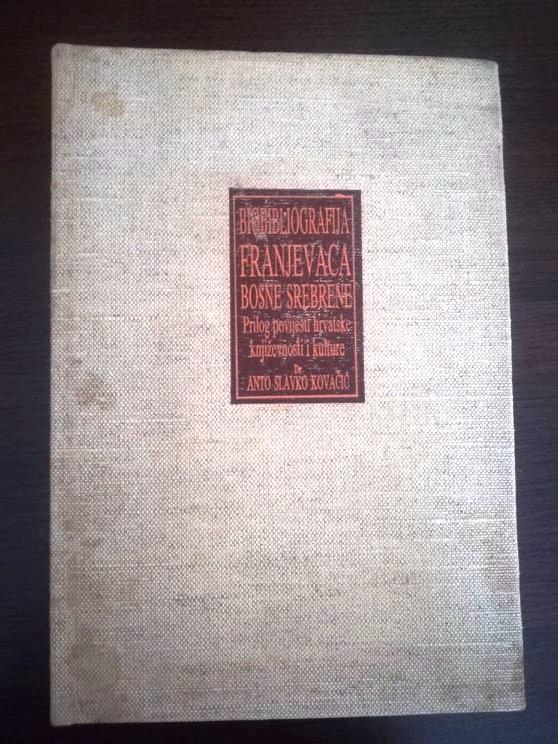 BIOBIBLIOGRAFIJA
FRANJEVACA
BOSNE SREBRENE
Prilog povijesti hrvatske
književnosti i kulture
Dr
ANTO SLAVKO KOVAČIĆ